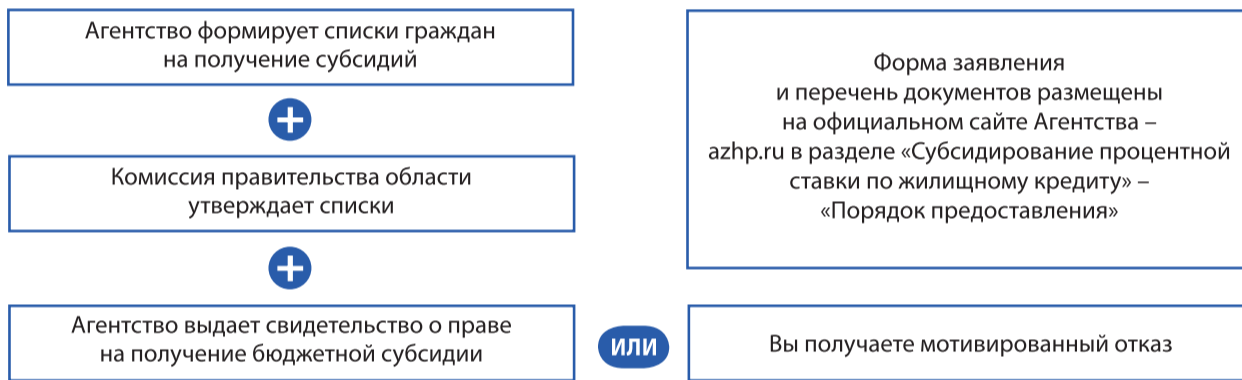 Агентство формирует списки граждан
на получение субсидий
+
Комиссия правительства области
утверждает списки
+
Агентство выдает свидетельство о праве
на получение бюджетной субсидии
ИЛИ
Форма заявления
и перечень документов размещены
на официальном сайте Агентства –
azhp.ru в разделе «Субсидирование процентной
ставки по жилищному кредиту» –
«Порядок предоставления»
Вы получаете мотивированный отказ